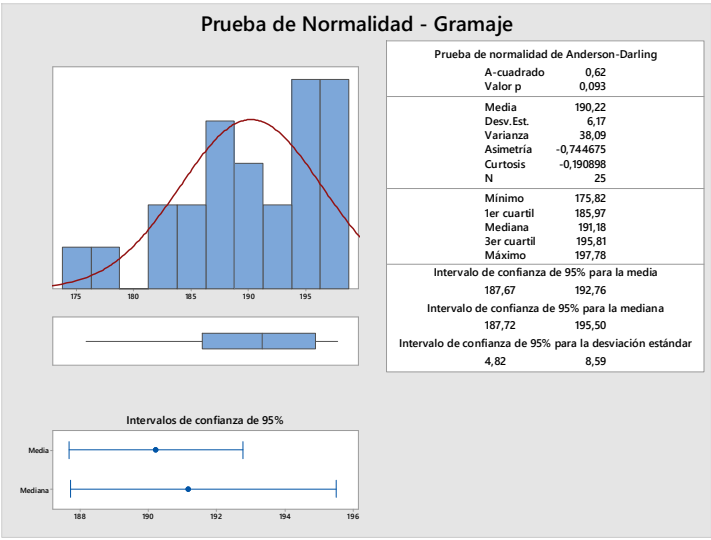 Prueba de Normalidad - Gramaje
175 180 185 190 195
Intervalos de confianza de 95%
Media
Mediana
188 190 192 194 196
Prueba de normalidad de Anderson-Darling
A-cuadrado 0,62
Valor p 0,093
Media 190,22
Desv.Est. 6,17
Varianza 38,09
Asimetría -0,744675
Curtosis -0,190898
N 25
Mínimo 175,82
1er cuartil 185,97
Mediana 191,18
3er cuartil 195,81
Máximo 197,78
Intervalo de confianza de 95% para la media
187,67 192,76
Intervalo de confianza de 95% para la mediana
187,72 195,50
Intervalo de confianza de 95% para la desviación estándar
4,82 8,59